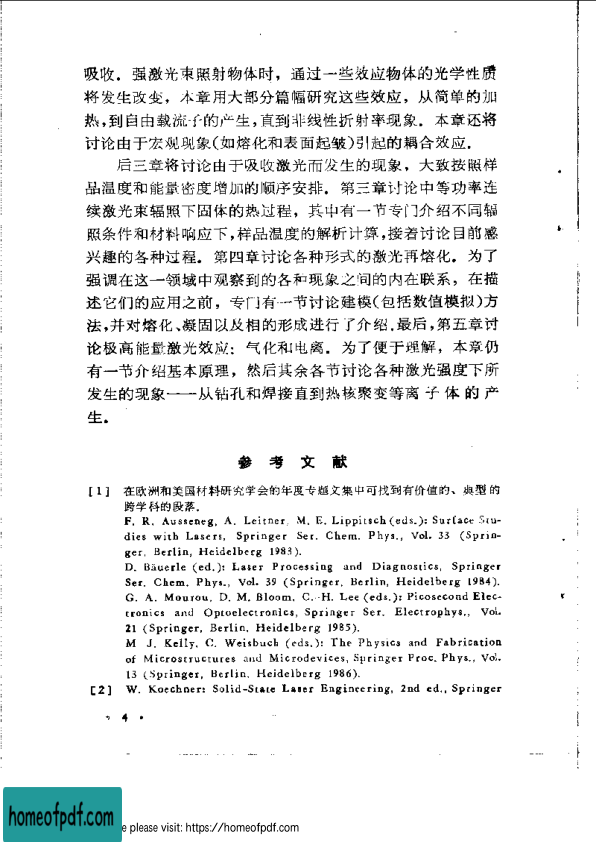 吸收．强激光束照射物体时，通过一些效应物体的光学性质
将发生改变，本章用大部分篇幅研究这些效应，从简单的加
热，到自由载流子的产生，直到非线性折射率现象．本章还将
讨论由于宏观现象(如熔化和表面起皱)引起的耦合效应．
后三章将讨论由于吸收激光而发生的现象，大致按照样
品温度和能量密度增加的顺序安排．第三章讨论中等功率连
续激光束辐照下固体的热过程，其中有一节专门介绍不同辐
照条件和材料响应下，样品温度的解析计算，接着讨论目前感
兴趣的各种过程．第四章讨论各种形式的激光再熔化．为了
强调在这一领域中观察到的各种现象之间的内在联系，在描
述它们的应用之前，专门有一节讨论建模(包括数值模拟)方
法，并对熔化、凝固以及相的形成进行了介绍．最后，第五章讨
论极高能量激光效应：气化和电离．为了便于理解，本章仍
有一节介绍基本原理，然后其余各节讨论各种激光强度下所
发生的现象——从钻孔和焊接直到热核聚变等离子体的产
生．
参考文献
[1] 在欧洲和美国材料研究学会的年度专题文集中可找到有价值的、典型的
跨学科的段落．
F. R. Ausseneg, A. Leitner, M. E. Lippitsch (eds.): Surface Stu-
dies with Lasers, Springer Ser. Chem. Phys., Vol. 33 (Sprin-
ger, Berlin, Heidelberg 1983).
D. Bäuerle (ed.): Laser Processing and Diagnostics, Springer
Ser. Chem. Phys., Vol. 39 (Springer, Berlin, Heidelberg 1984).
G. A. Mourou, D. M. Bloom, C.-H. Lee (eds.): Picosecond Elec-
tronics and Optoelectronics, Springer Ser. Electrophys., Vol.
21 (Springer, Berlin, Heidelberg 1985).
M J. Kelly, C. Weisbuch (eds.): The Physics and Fabrication
of Microstructures and Microdevices, Springer Proc. Phys., Vol.
13 (Springer, Berlin, Heidelberg 1986).
[2] W. Koechner: Solid-State Laser Engineering, 2nd ed., Springer
• 4 •
homeofpdf.com
e please visit: https://homeofpdf.com